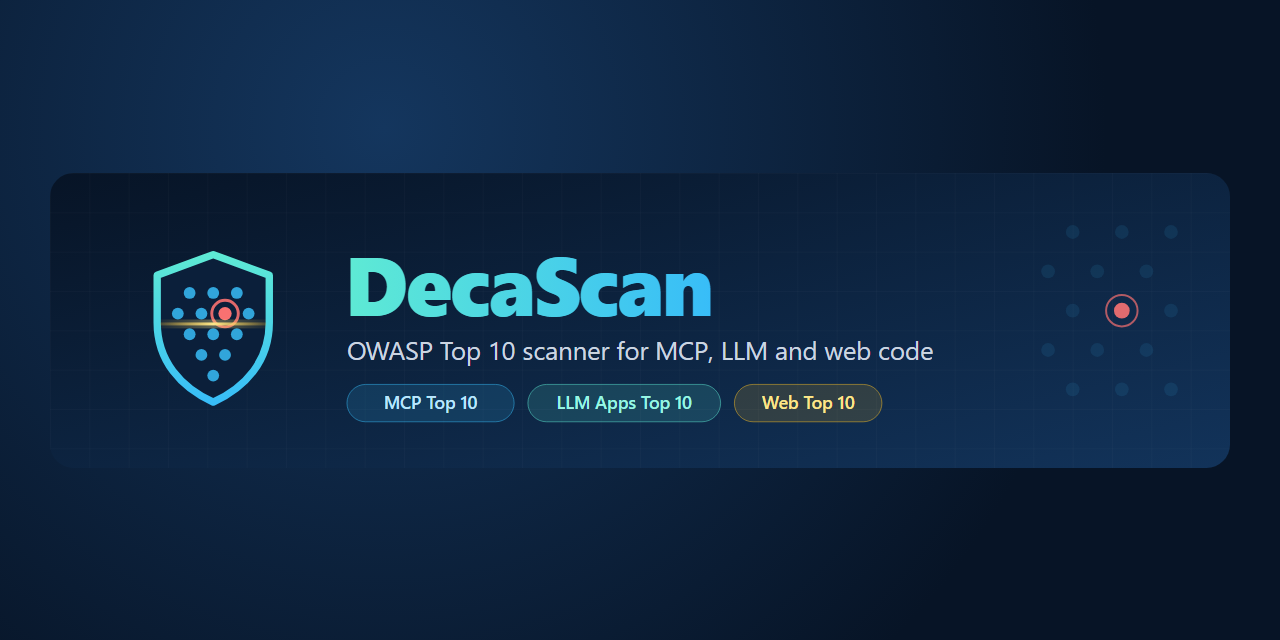 DecaScan
OWASP Top 10 scanner for MCP, LLM and web code
MCP Top 10
LLM Apps Top 10
Web Top 10